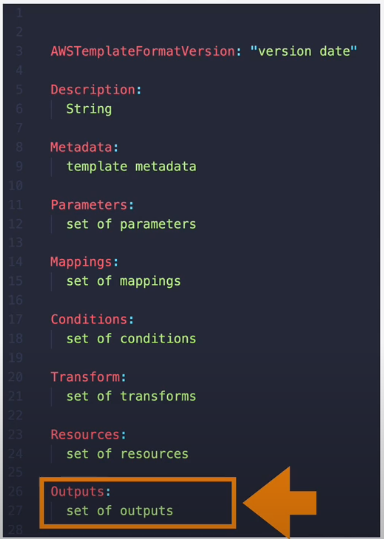 1
2
3 AWSTemplateFormatVersion: "version date"
4
5 Description:
6 String
7
8 Metadata:
9 template metadata
10
11 Parameters:
12 set of parameters
13
14 Mappings:
15 set of mappings
16
17 Conditions:
18 set of conditions
19
20 Transform:
21 set of transforms
22
23 Resources:
24 set of resources
25
26 Outputs:
27 set of outputs
28